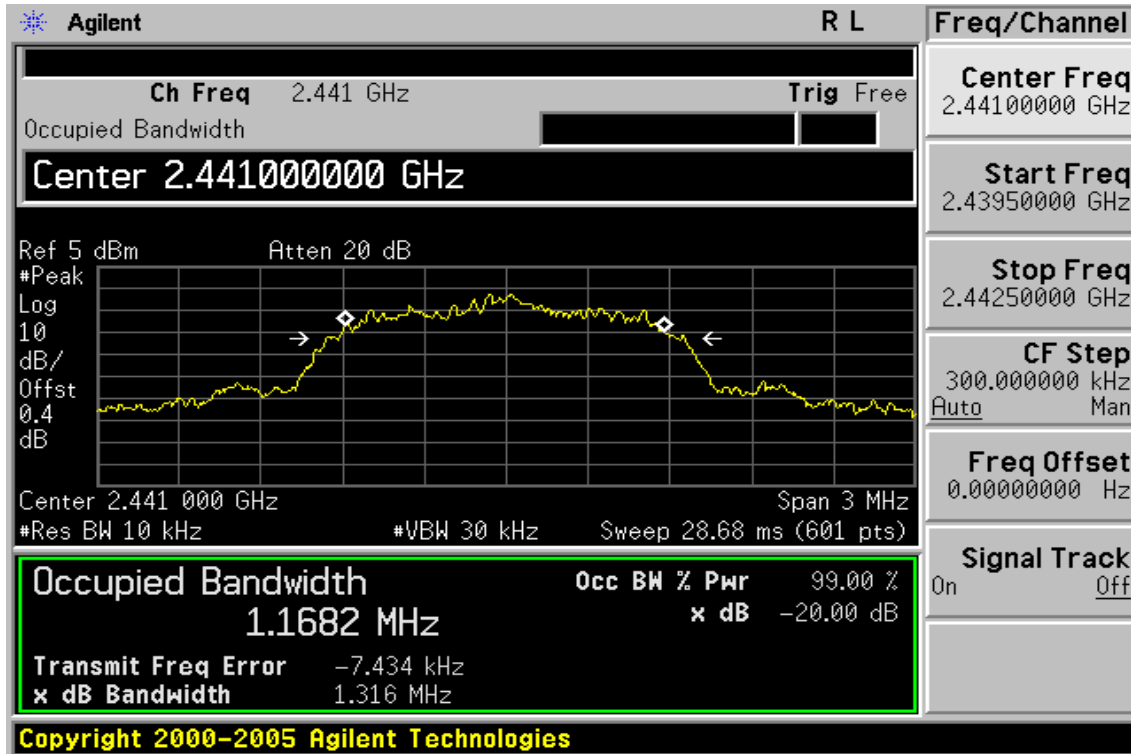 Agilent R L
Freq/Channel
Ch Freq 2.441 GHz Trig Free
Occupied Bandwidth
Center 2.441000000 GHz
Ref 5 dBm Atten 20 dB
#Peak
Log
10
dB/
Offst
0.4
dB
Center 2.441 000 GHz Span 3 MHz
#Res BW 10 kHz #VBW 30 kHz Sweep 28.68 ms (601 pts)
Occupied Bandwidth
1.1682 MHz
Occ BW % Pwr 99.00 %
x dB -20.00 dB
Transmit Freq Error -7.434 kHz
x dB Bandwidth 1.316 MHz
Center Freq
2.44100000 GHz
Start Freq
2.43950000 GHz
Stop Freq
2.44250000 GHz
CF Step
300.000000 kHz
Auto Man
Freq Offset
0.00000000 Hz
Signal Track
On Off
Copyright 2000-2005 Agilent Technologies